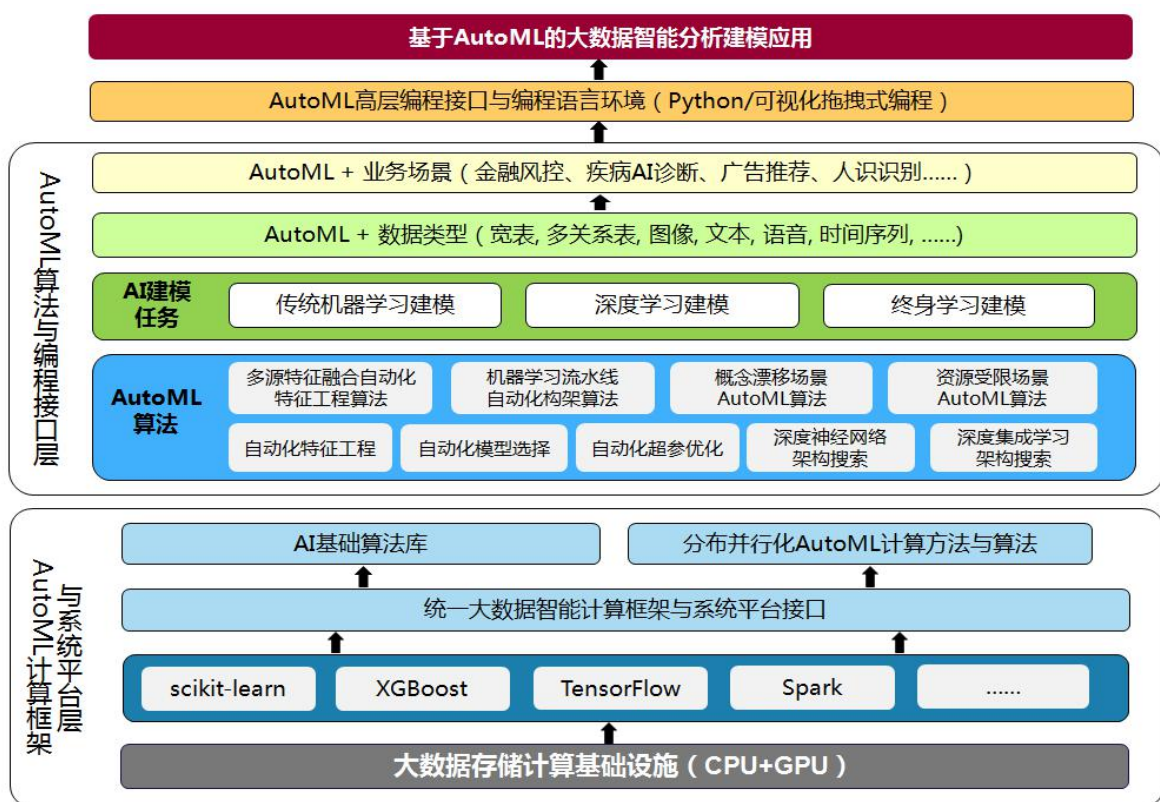 基于AutoML的大数据智能分析建模应用
AutoML高层编程接口与编程语言环境（Python/可视化拖拽式编程）
AutoML算法与编程接口层
AutoML + 业务场景（金融风控、疾病AI诊断、广告推荐、人识识别……）
AutoML + 数据类型（宽表, 多关系表, 图像, 文本, 语音, 时间序列, ……)
AI建模
任务
传统机器学习建模
深度学习建模
终身学习建模
AutoML
算法
多源特征融合自动化
特征工程算法
机器学习流水线
自动化构架算法
概念漂移场景
AutoML算法
资源受限场景
AutoML算法
自动化特征工程
自动化模型选择
自动化超参优化
深度神经网络
架构搜索
深度集成学习
架构搜索
AutoML计算框架
与系统平台层
AI基础算法库
分布并行化AutoML计算方法与算法
统一大数据智能计算框架与系统平台接口
scikit-learn
XGBoost
TensorFlow
Spark
……
大数据存储计算基础设施（CPU+GPU）